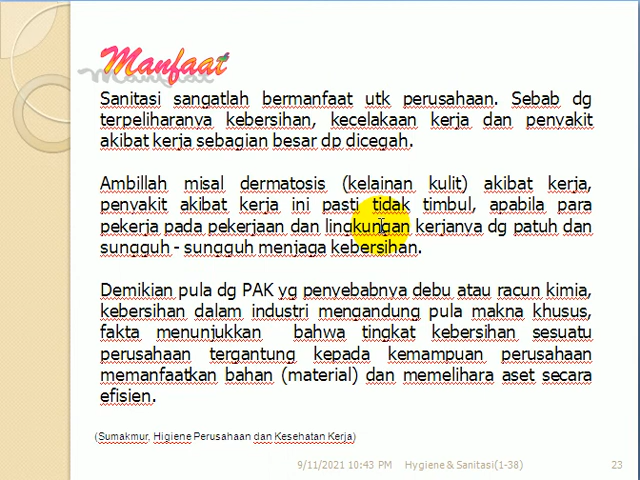 Manfaat
Sanitasi sangatlah bermanfaat utk perusahaan. Sebab dg
terpeliharanya kebersihan, kecelakaan kerja dan penyakit
akibat kerja sebagian besar dp dicegah.
Ambillah misal dermatosis (kelainan kulit) akibat kerja,
penyakit akibat kerja ini pasti tidak timbul, apabila para
pekerja pada pekerjaan dan lingkungan kerjanya dg patuh dan
sungguh - sungguh menjaga kebersihan.
Demikian pula dg PAK yg penyebabnya debu atau racun kimia,
kebersihan dalam industri mengandung pula makna khusus,
fakta menunjukkan bahwa tingkat kebersihan sesuatu
perusahaan tergantung kepada kemampuan perusahaan
memanfaatkan bahan (material) dan memelihara aset secara
efisien.
(Sumakmur, Higiene Perusahaan dan Kesehatan Kerja)
9/11/2021 10:43 PM Hygiene & Sanitasi(1-38) 23